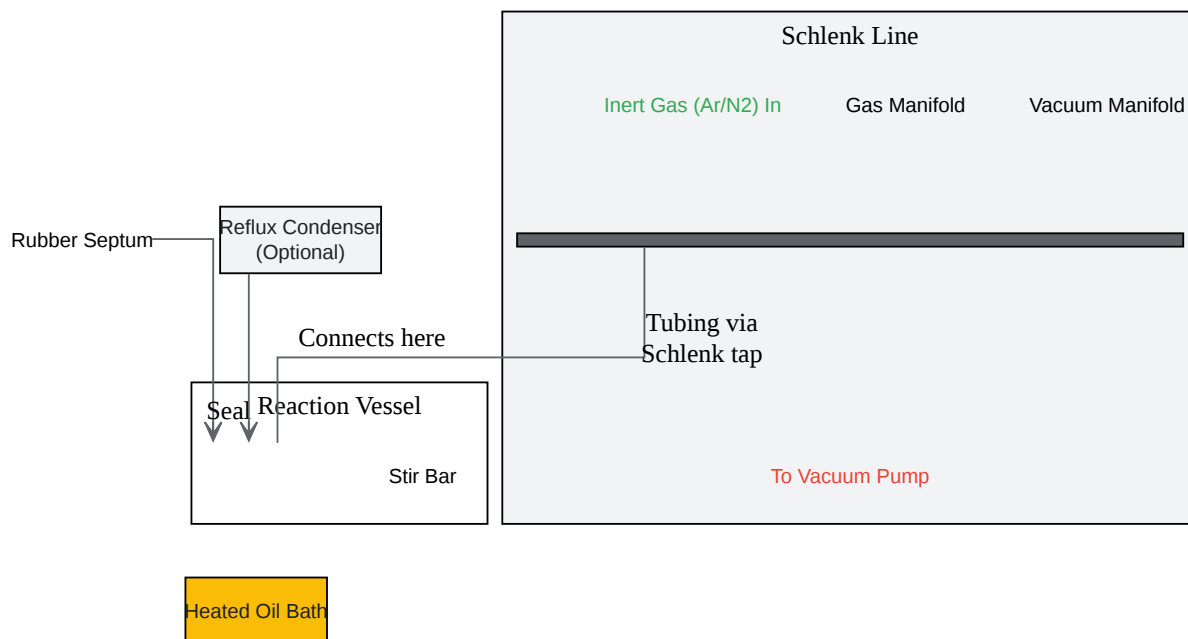 Schlenk Line
Inert Gas (Ar/N2) In
Gas Manifold
Vacuum Manifold
Rubber Septum
Reflux Condenser
(Optional)
Connects here
Tubing via
Schlenk tap
Seal
Reaction Vessel
Stir Bar
To Vacuum Pump
Heated Oil Bath